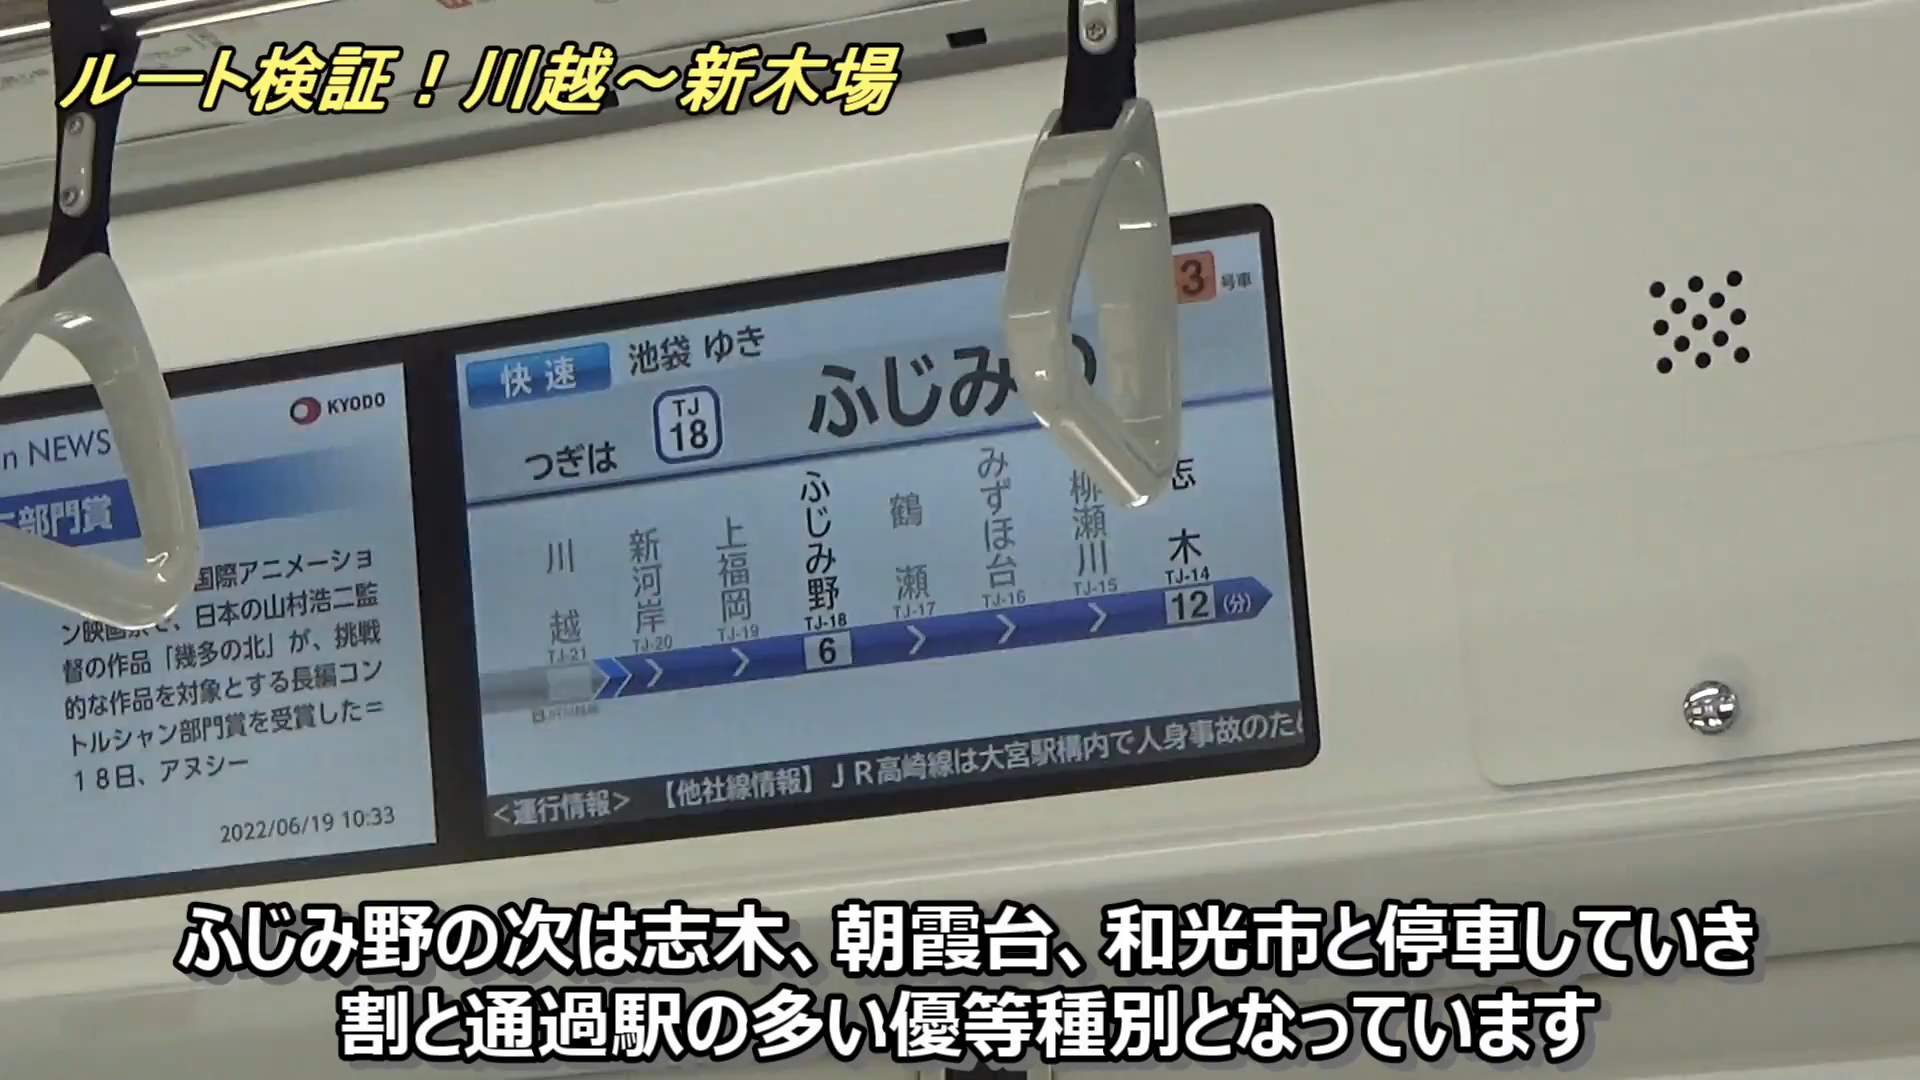 ルート検証！川越～新木場
3号車
快速 池袋 ゆき
つぎは TJ 18 ふじみ
川越 新河岸 上福岡 ふじみ野 鶴瀬 みずほ台 柳瀬川 志木
TJ-21 TJ-20 TJ-19 TJ-18 TJ-17 TJ-16 TJ-15 TJ-14
6 12 (分)
<運行情報> 【他社線情報】ＪＲ高崎線は大宮駅構内で人身事故のため
KYODO
n NEWS
部門賞
国際アニメーショ
ン映画祭で、日本の山村浩二監
督の作品「幾多の北」が、挑戦
的な作品を対象とする長編コン
トルシャン部門賞を受賞した＝
１８日、アヌシー
2022/06/19 10:33
ふじみ野の次は志木、朝霞台、和光市と停車していき
割と通過駅の多い優等種別となっています